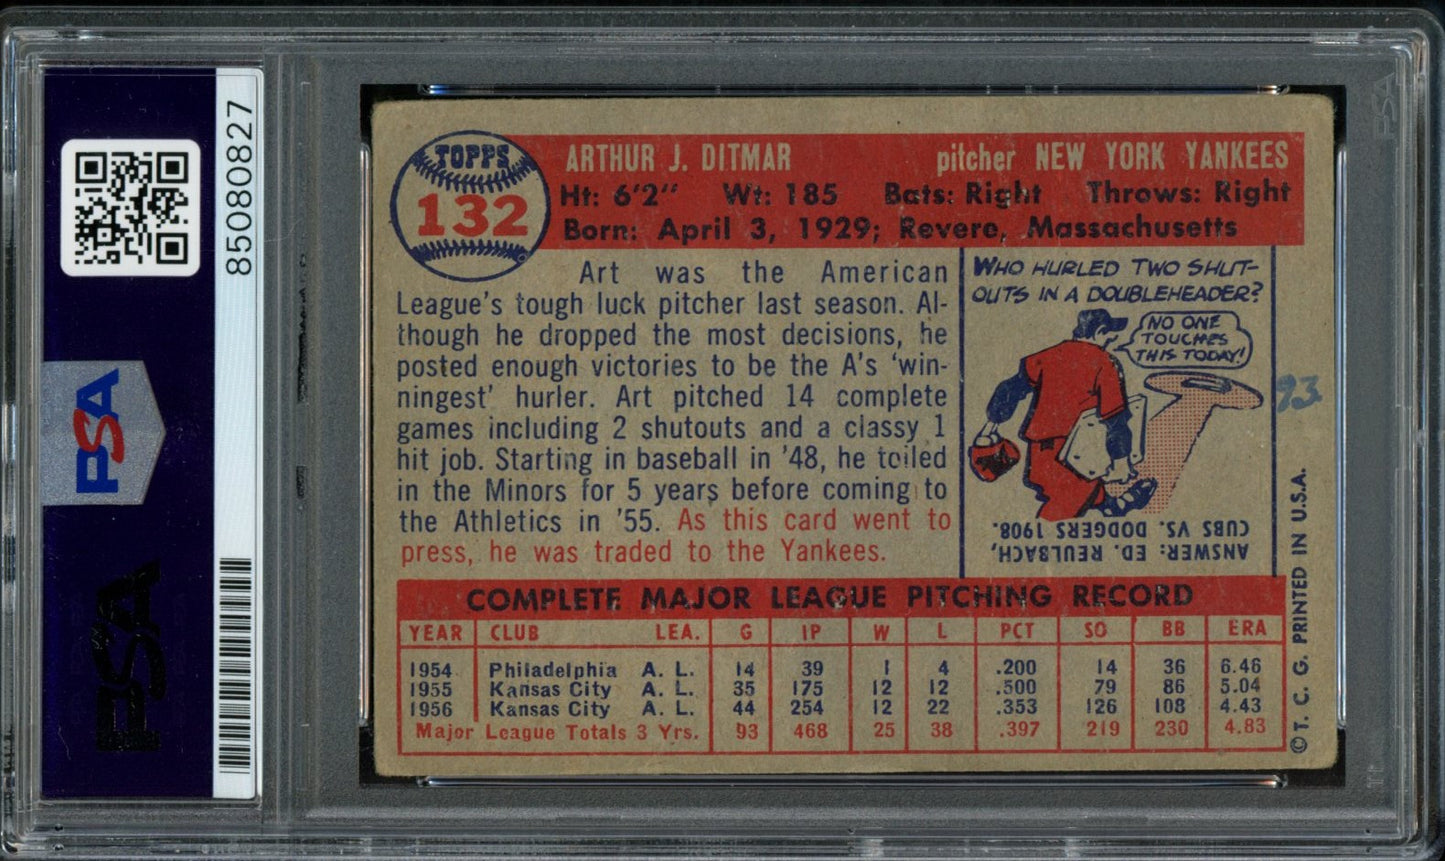 85080827
PSA
PSA
PSA
TOPPS
132
ARTHUR J. DITMAR pitcher NEW YORK YANKEES
Ht: 6'2" Wt: 185 Bats: Right Throws: Right
Born: April 3, 1929; Revere, Massachusetts
Art was the American
League's tough luck pitcher last season. Al-
though he dropped the most decisions, he
posted enough victories to be the A's 'win-
ningest' hurler. Art pitched 14 complete
games including 2 shutouts and a classy 1
hit job. Starting in baseball in '48, he toiled
in the Minors for 5 years before coming to
the Athletics in '55. As this card went to
press, he was traded to the Yankees.
WHO HURLED TWO SHUT-
OUTS IN A DOUBLEHEADER?
NO ONE
TOUCHES
THIS TODAY!
ANSWER: ED. REULBACH,
CUBS VS. DODGERS 1908.
93
COMPLETE MAJOR LEAGUE PITCHING RECORD
YEAR CLUB LEA. G IP W L PCT SO BB ERA
1954 Philadelphia A. L. 14 39 1 4 .200 14 36 6.46
1955 Kansas City A. L. 35 175 12 12 .500 79 86 5.04
1956 Kansas City A. L. 44 254 12 22 .353 126 108 4.43
Major League Totals 3 Yrs. 93 468 25 38 .397 219 230 4.83
© T. C. G. PRINTED IN U.S.A.